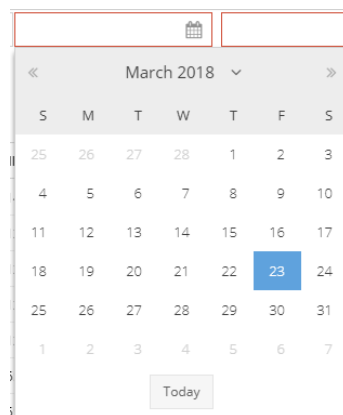 « March 2018 »
S M T W T F S
25 26 27 28 1 2 3
4 5 6 7 8 9 10
11 12 13 14 15 16 17
18 19 20 21 22 23 24
25 26 27 28 29 30 31
1 2 3 4 5 6 7
Today